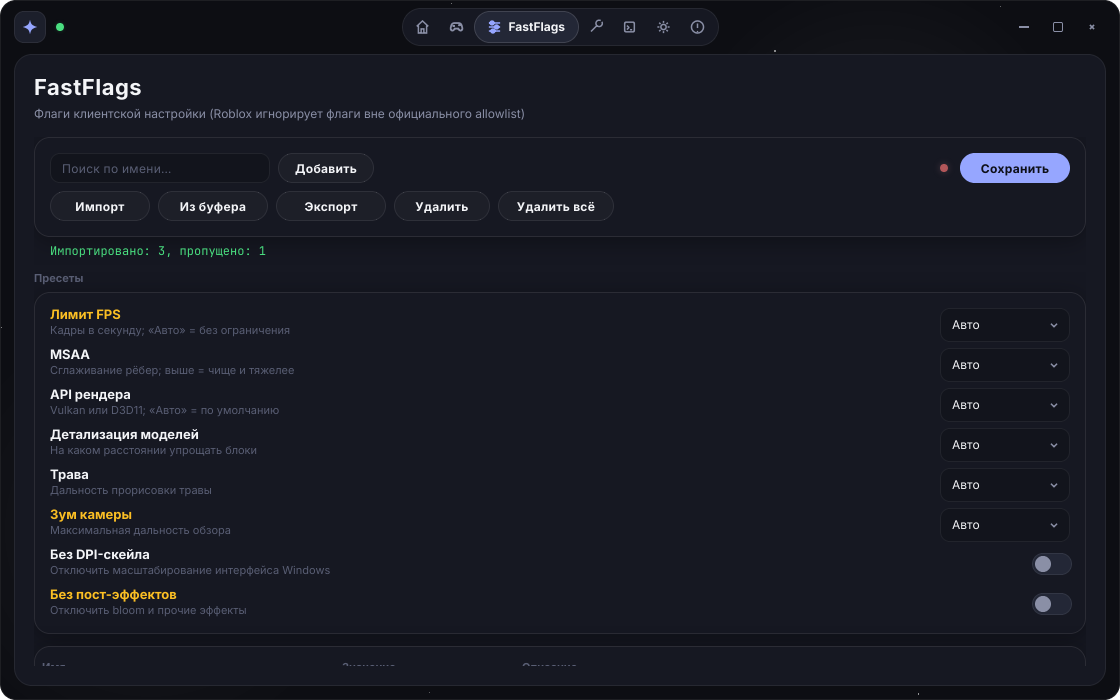 FastFlags
FastFlags
Флаги клиентской настройки (Roblox игнорирует флаги вне официального allowlist)
Поиск по имени...
Добавить
Сохранить
Импорт
Из буфера
Экспорт
Удалить
Удалить всё
Импортировано: 3, пропущено: 1
Пресеты
Лимит FPS
Кадры в секунду; «Авто» = без ограничения
Авто
MSAA
Сглаживание рёбер; выше = чище и тяжелее
Авто
API рендера
Vulkan или D3D11; «Авто» = по умолчанию
Авто
Детализация моделей
На каком расстоянии упрощать блоки
Авто
Трава
Дальность прорисовки травы
Авто
Зум камеры
Максимальная дальность обзора
Авто
Без DPI-скейла
Отключить масштабирование интерфейса Windows
Без пост-эффектов
Отключить bloom и прочие эффекты